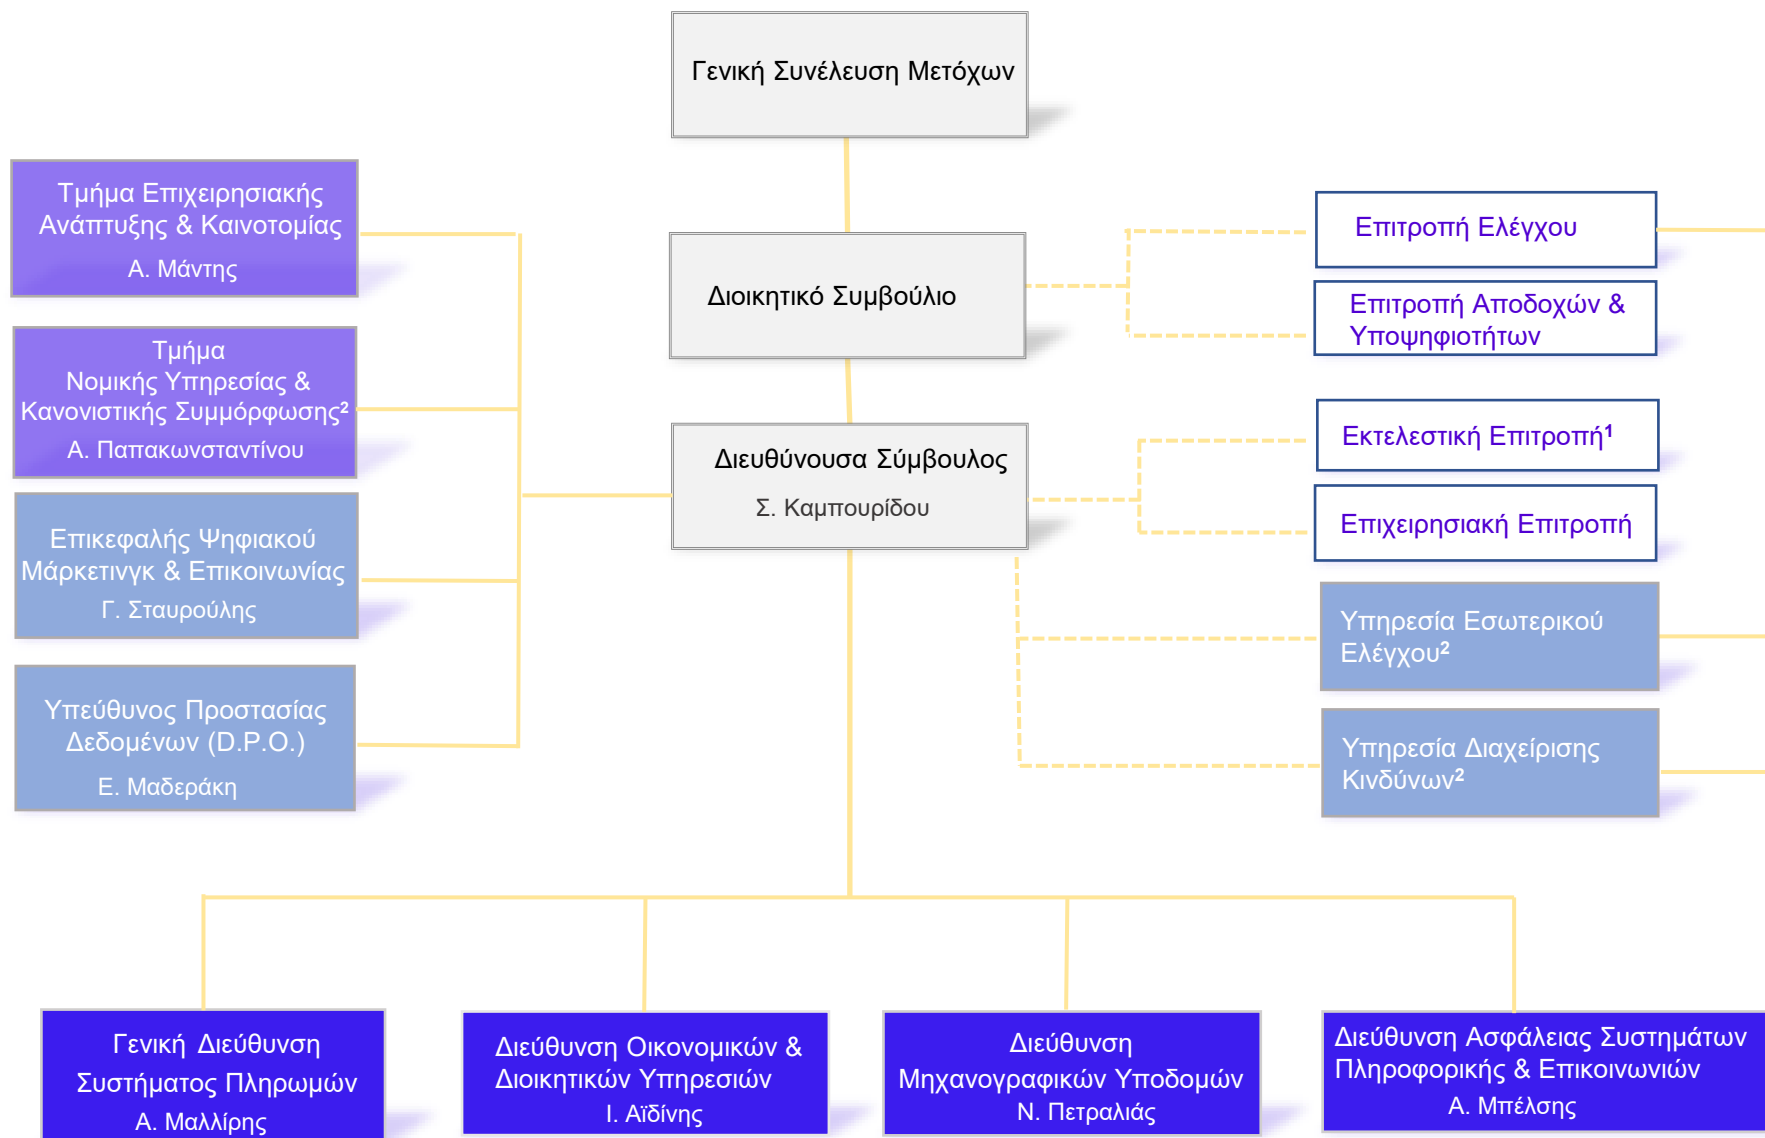 Γενική Συνέλευση Μετόχων
Τμήμα Επιχειρησιακής
Ανάπτυξης & Καινοτομίας
Α. Μάντης
Επιτροπή Ελέγχου
Διοικητικό Συμβούλιο
Επιτροπή Αποδοχών &
Υποψηφιοτήτων
Τμήμα
Νομικής Υπηρεσίας &
Κανονιστικής Συμμόρφωσης²
Α. Παπακωνσταντίνου
Διευθύνουσα Σύμβουλος
Σ. Καμπουρίδου
Εκτελεστική Επιτροπή¹
Επιχειρησιακή Επιτροπή
Επικεφαλής Ψηφιακού
Μάρκετινγκ & Επικοινωνίας
Γ. Σταυρούλης
Υπηρεσία Εσωτερικού
Ελέγχου²
Υπεύθυνος Προστασίας
Δεδομένων (D.P.O.)
Ε. Μαδεράκη
Υπηρεσία Διαχείρισης
Κινδύνων²
Γενική Διεύθυνση
Συστήματος Πληρωμών
Α. Μαλλίρης
Διεύθυνση Οικονομικών &
Διοικητικών Υπηρεσιών
Ι. Αϊδίνης
Διεύθυνση
Μηχανογραφικών Υποδομών
Ν. Πετραλιάς
Διεύθυνση Ασφάλειας Συστημάτων
Πληροφορικής & Επικοινωνιών
Α. Μπέλσης